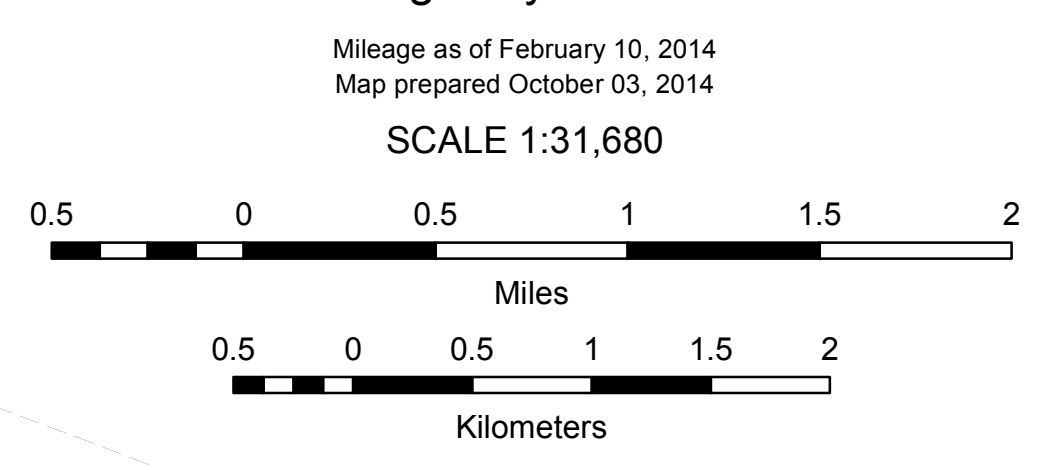 Mileage as of February 10, 2014
Map prepared October 03, 2014
SCALE 1:31,680
0.5 0 0.5 1 1.5 2
Miles
0.5 0 0.5 1 1.5 2
Kilometers